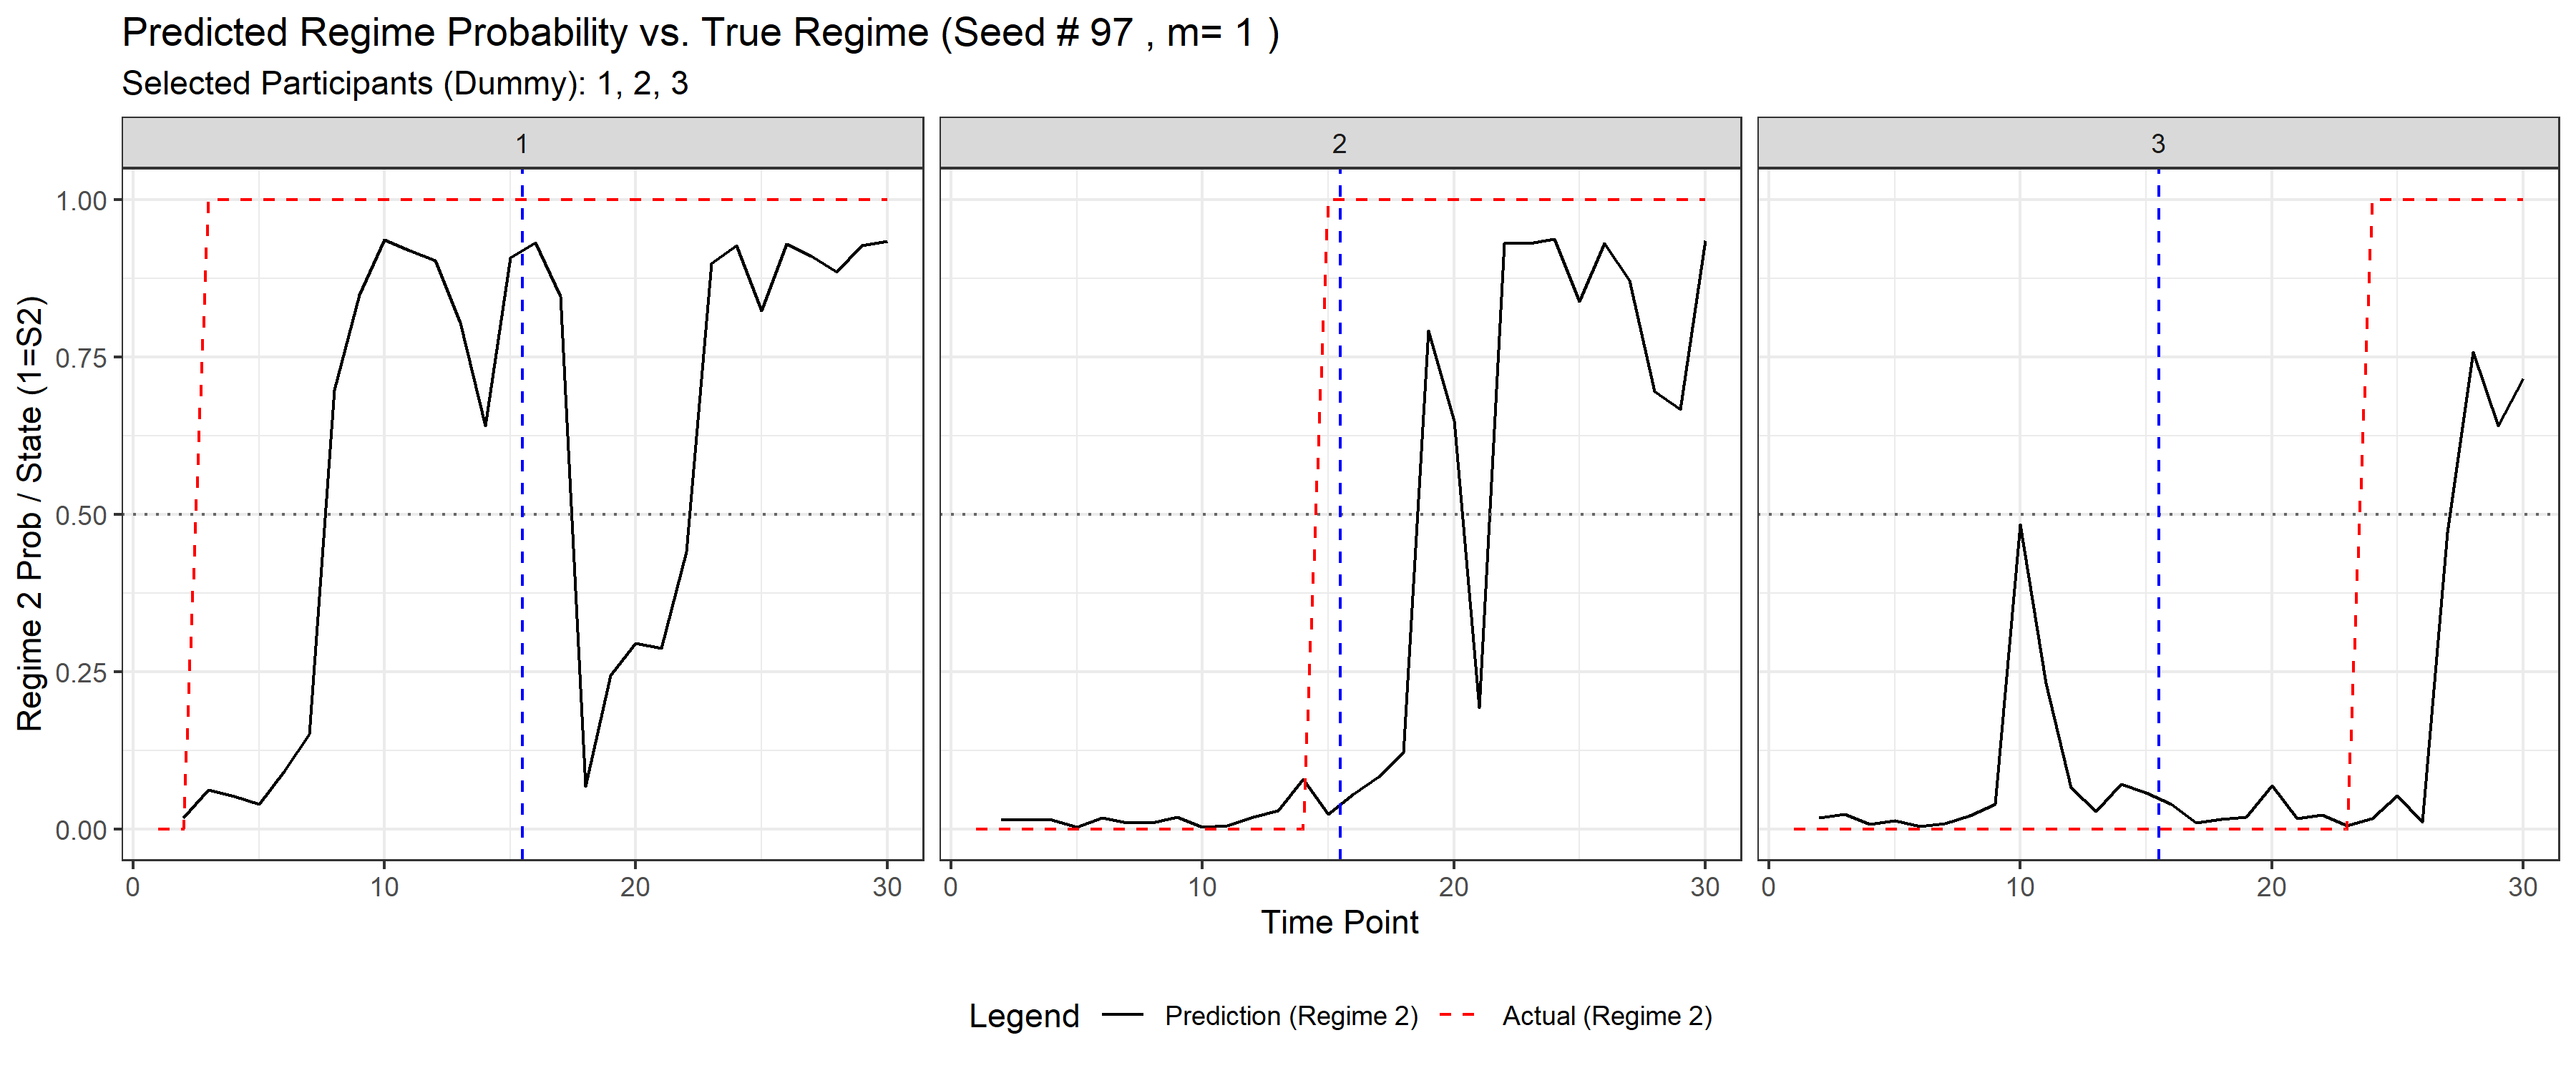 Predicted Regime Probability vs. True Regime (Seed # 97 , m= 1 )
Selected Participants (Dummy): 1, 2, 3
1 2 3
Regime 2 Prob / State (1=S2)
1.00
0.75
0.50
0.25
0.00
0 10 20 30 0 10 20 30 0 10 20 30
Time Point
Legend Prediction (Regime 2) Actual (Regime 2)